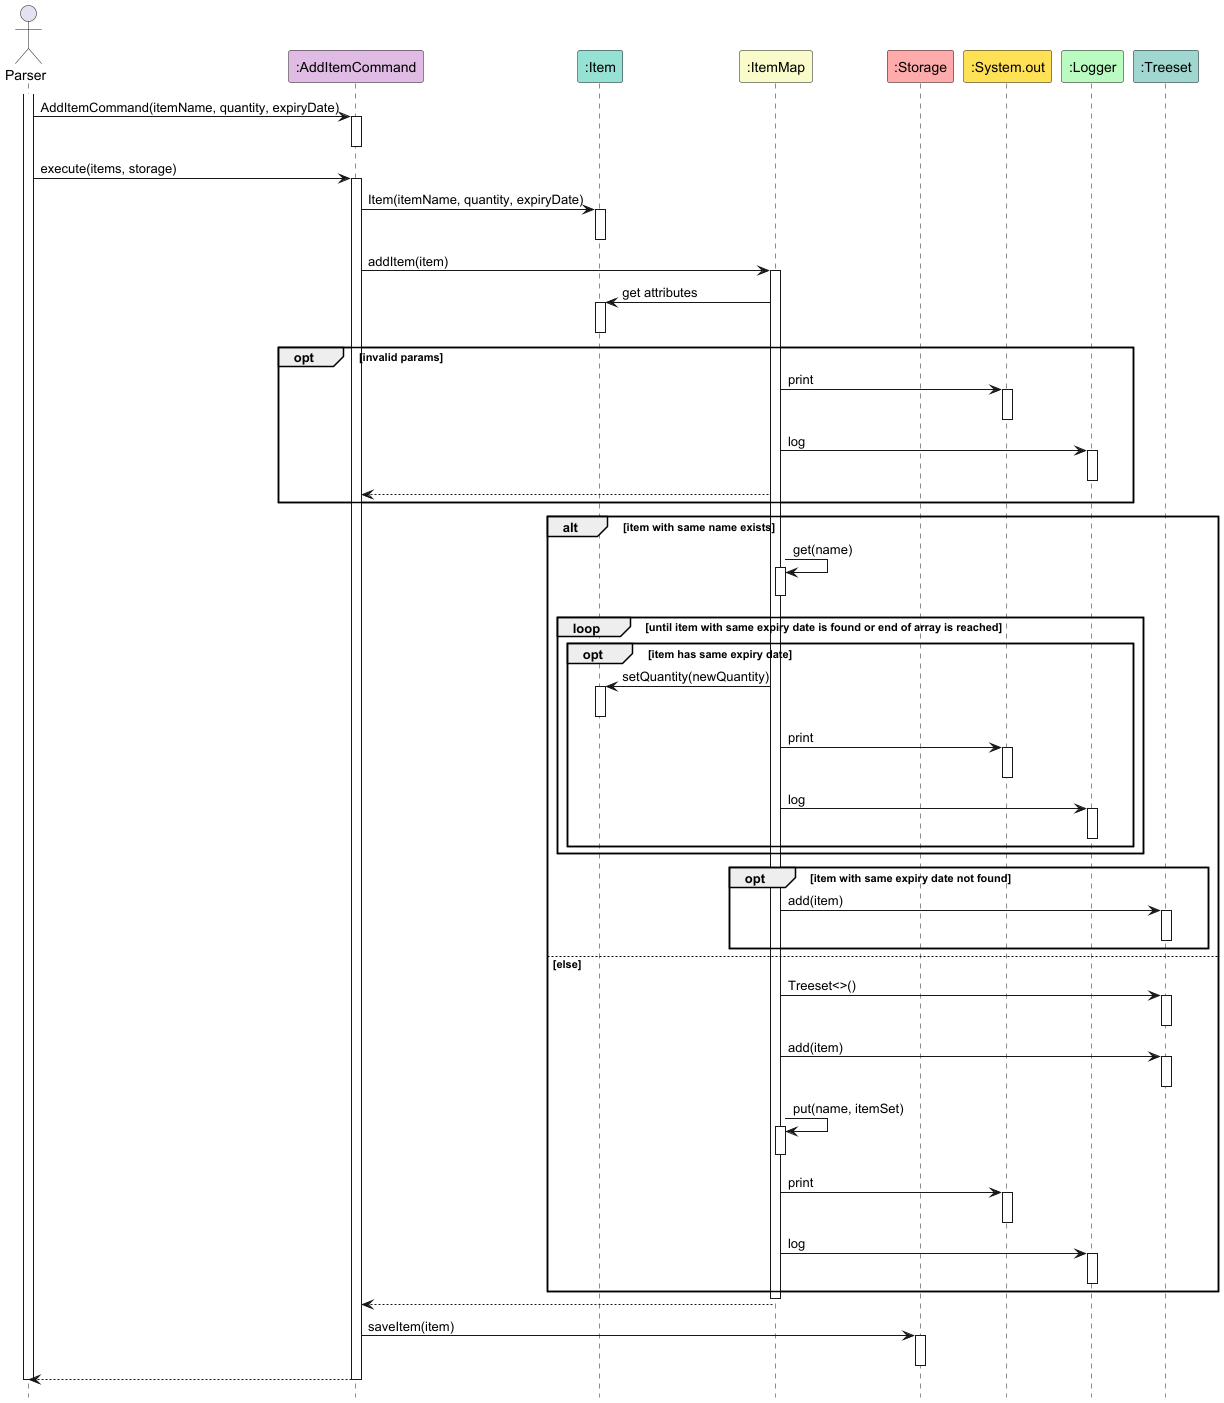 Parser
:AddItemCommand
:Item
:ItemMap
:Storage
:System.out
:Logger
:Treeset
AddItemCommand(itemName, quantity, expiryDate)
execute(items, storage)
Item(itemName, quantity, expiryDate)
addItem(item)
get attributes
opt
[invalid params]
print
log
alt
[item with same name exists]
get(name)
loop
[until item with same expiry date is found or end of array is reached]
opt
[item has same expiry date]
setQuantity(newQuantity)
print
log
opt
[item with same expiry date not found]
add(item)
[else]
Treeset<>()
add(item)
put(name, itemSet)
print
log
saveItem(item)